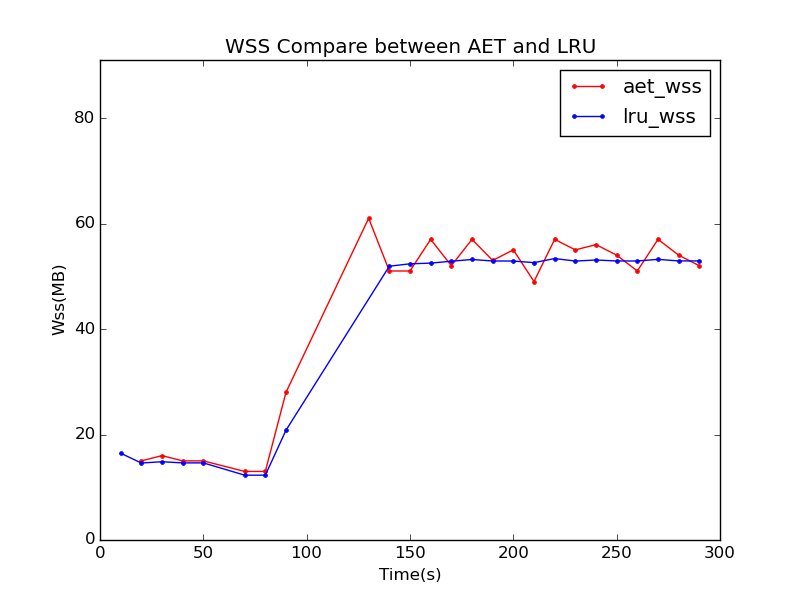 WSS Compare between AET and LRU
aet_wss
lru_wss
Wss(MB)
80
60
40
20
0
0 50 100 150 200 250 300
Time(s)